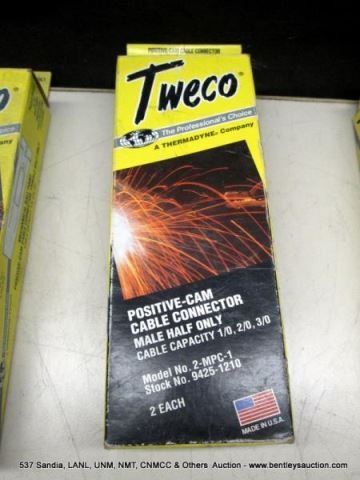 POSITIVE-CAM CABLE CONNECTOR
Tweco®
The Professional's Choice
A THERMADYNE® Company
POSITIVE-CAM
CABLE CONNECTOR
MALE HALF ONLY
CABLE CAPACITY 1/0, 2/0, 3/0
Model No. 2-MPC-1
Stock No. 9425-1210
2 EACH
MADE IN U.S.A.
537 Sandia, LANL, UNM, NMT, CNMCC & Others Auction - www.bentleysauction.com